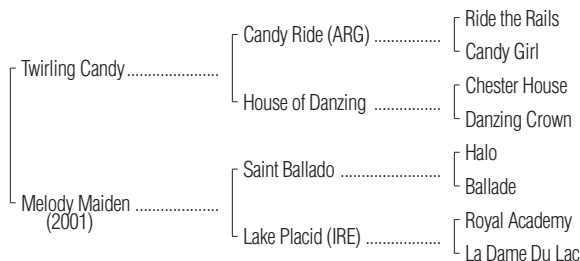 Ride the Rails
Candy Ride (ARG) ..................
Candy Girl
Twirling Candy .........................
Chester House
House of Danzing ..................
Danzing Crown
Halo
Saint Ballado ...........................
Ballade
Melody Maiden .......................
(2001)
Royal Academy
Lake Placid (IRE) ....................
La Dame Du Lac